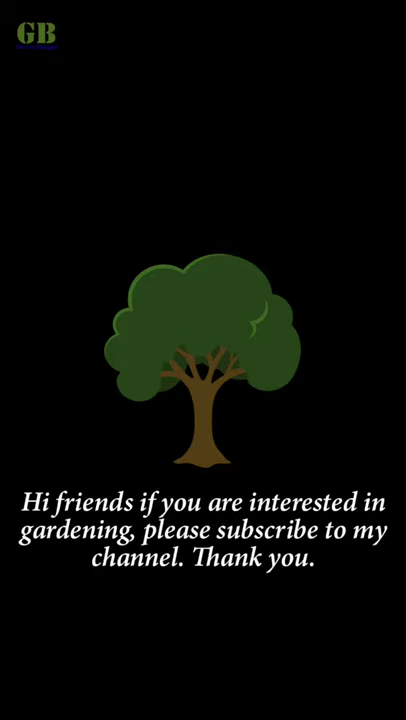 GB
Hi friends if you are interested in
gardening, please subscribe to my
channel. Thank you.